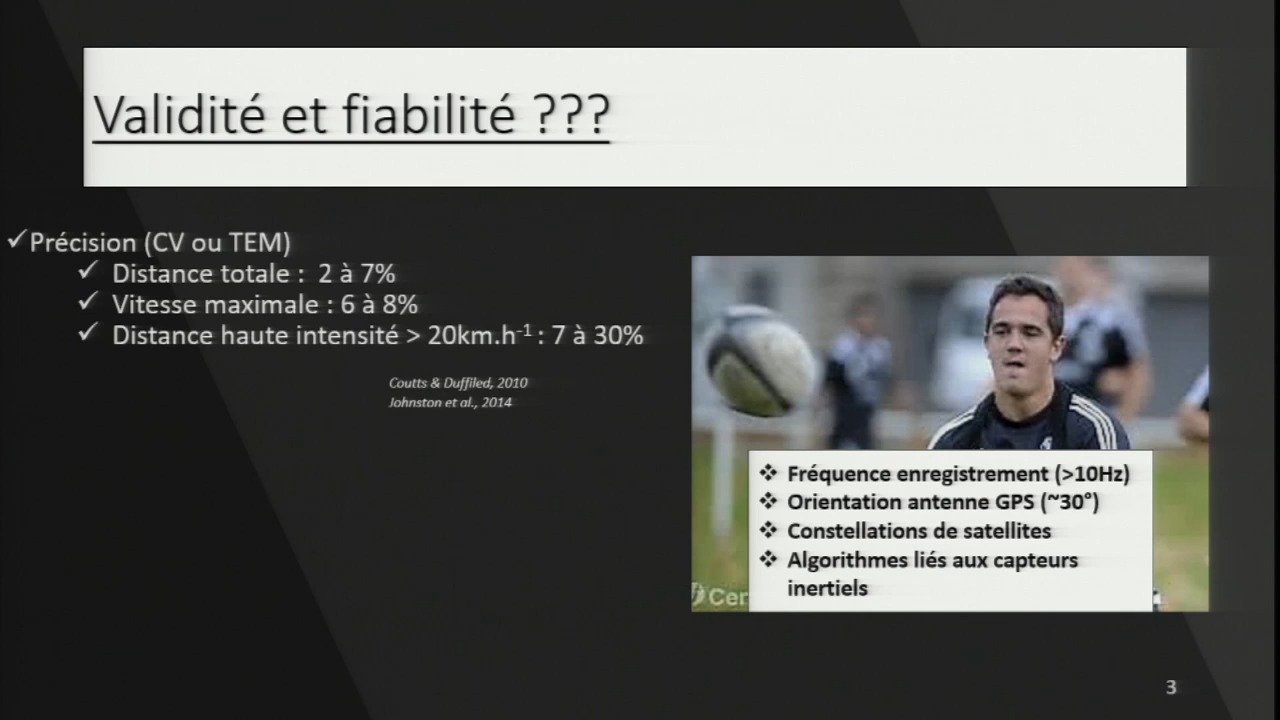 Validité et fiabilité ???
✓Précision (CV ou TEM)
✓ Distance totale : 2 à 7%
✓ Vitesse maximale : 6 à 8%
✓ Distance haute intensité > 20km.h⁻¹ : 7 à 30%
Coutts & Duffiled, 2010
Johnston et al., 2014
❖ Fréquence enregistrement (>10Hz)
❖ Orientation antenne GPS (~30°)
❖ Constellations de satellites
❖ Algorithmes liés aux capteurs
inertiels
Cer
3